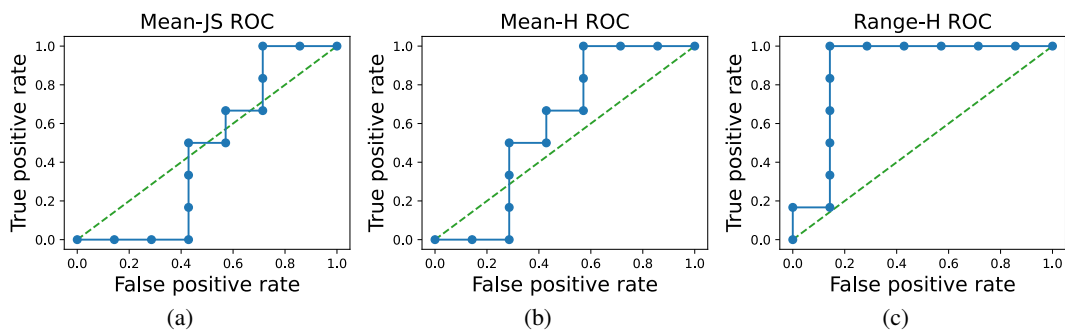 Mean-JS ROC
True positive rate
1.0
0.8
0.6
0.4
0.2
0.0
0.0 0.2 0.4 0.6 0.8 1.0
False positive rate
(a)
Mean-H ROC
True positive rate
1.0
0.8
0.6
0.4
0.2
0.0
0.0 0.2 0.4 0.6 0.8 1.0
False positive rate
(b)
Range-H ROC
True positive rate
1.0
0.8
0.6
0.4
0.2
0.0
0.0 0.2 0.4 0.6 0.8 1.0
False positive rate
(c)